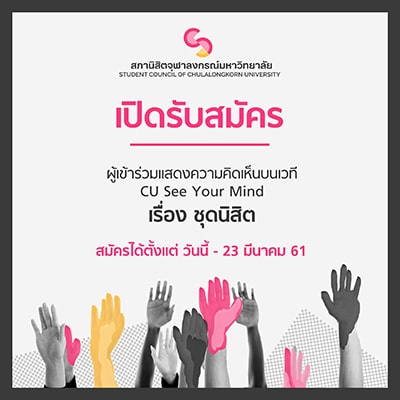 สภานิสิตจุฬาลงกรณ์มหาวิทยาลัย
STUDENT COUNCIL OF CHULALONGKORN UNIVERSITY
เปิดรับสมัคร
ผู้เข้าร่วมแสดงความคิดเห็นบนเวที
CU See Your Mind
เรื่อง ชุดนิสิต
สมัครได้ตั้งแต่ วันนี้ - 23 มีนาคม 61